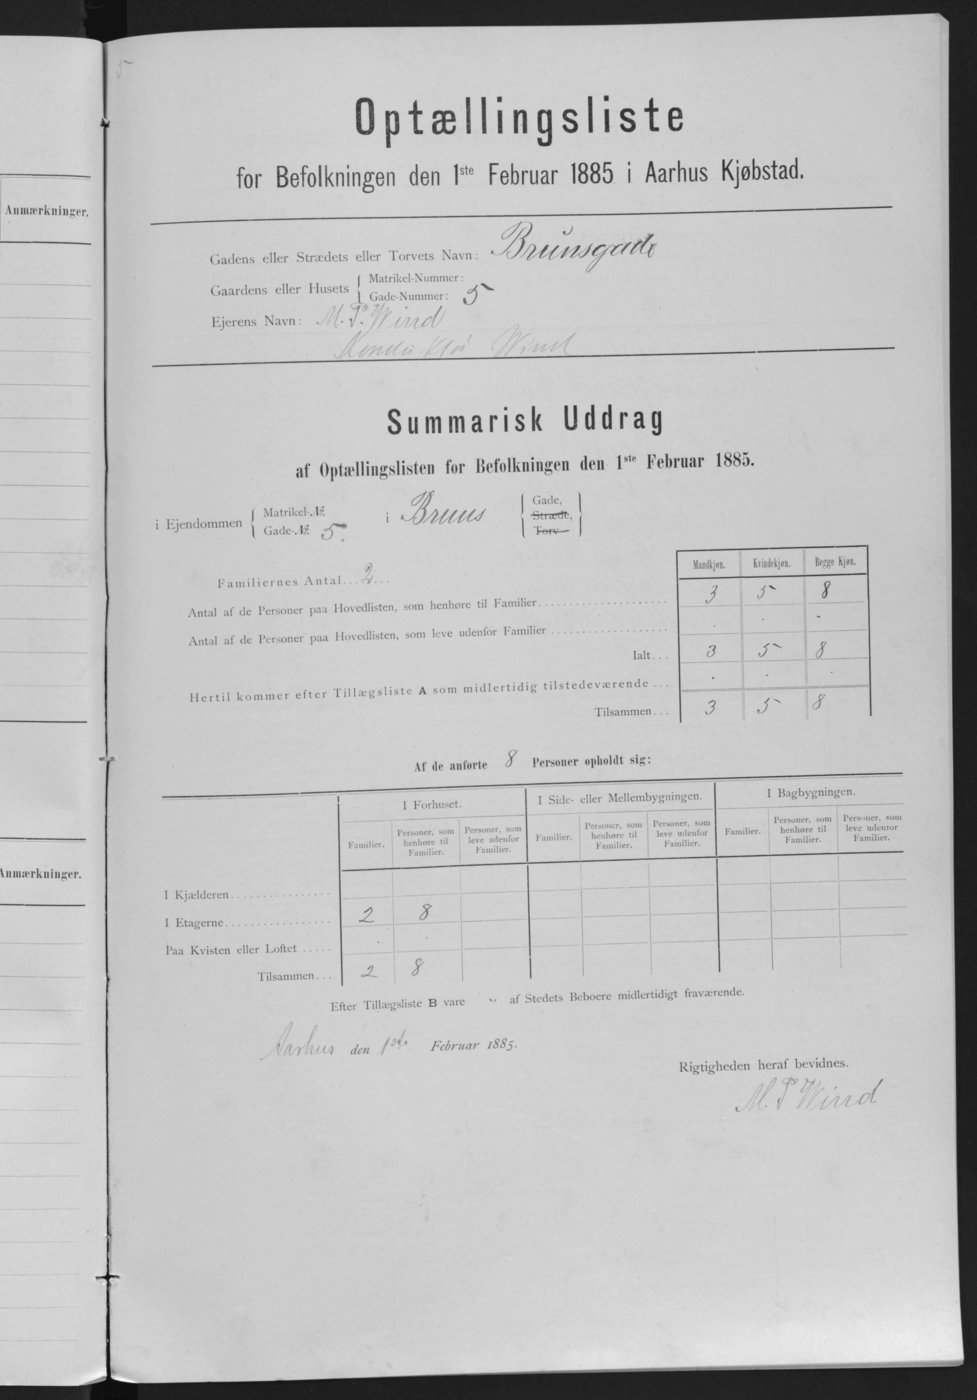 5
Anmærkninger.
Anmærkninger.
Optællingsliste
for Befolkningen den 1ste Februar 1885 i Aarhus Kjøbstad.
Gadens eller Strædets eller Torvets Navn: Brunsgade
Gaardens eller Husets { Matrikel-Nummer:
Gade-Nummer: 5
Ejerens Navn: M. P. Wind
Wind
Summarisk Uddrag
af Optællingslisten for Befolkningen den 1ste Februar 1885.
i Ejendommen { Matrikel-№
Gade-№ 5. i Bruus { Gade, Stræde, Torv }
Mandkjøn. Kvindekjøn. Begge Kjøn.
Familiernes Antal... 2...
Antal af de Personer paa Hovedlisten, som henhøre til Familier 3 5 8
Antal af de Personer paa Hovedlisten, som leve udenfor Familier . . .
Ialt... 3 5 8
Hertil kommer efter Tillægsliste A som midlertidig tilstedeværende... . . .
Tilsammen... 3 5 8
Af de anførte 8 Personer opholdt sig:
I Forhuset. I Side- eller Mellembygningen. I Bagbygningen.
Familier. Personer, som henhøre til Familier. Personer, som leve udenfor Familier. Familier. Personer, som henhøre til Familier. Personer, som leve udenfor Familier. Familier. Personer, som henhøre til Familier. Personer, som leve udenfor Familier.
I Kjælderen
I Etagerne 2 8
Paa Kvisten eller Loftet . .
Tilsammen... 2 8
Efter Tillægsliste B vare " af Stedets Beboere midlertidigt fraværende.
Aarhus den 1ste Februar 1885.
Rigtigheden heraf bevidnes.
M. P. Wind